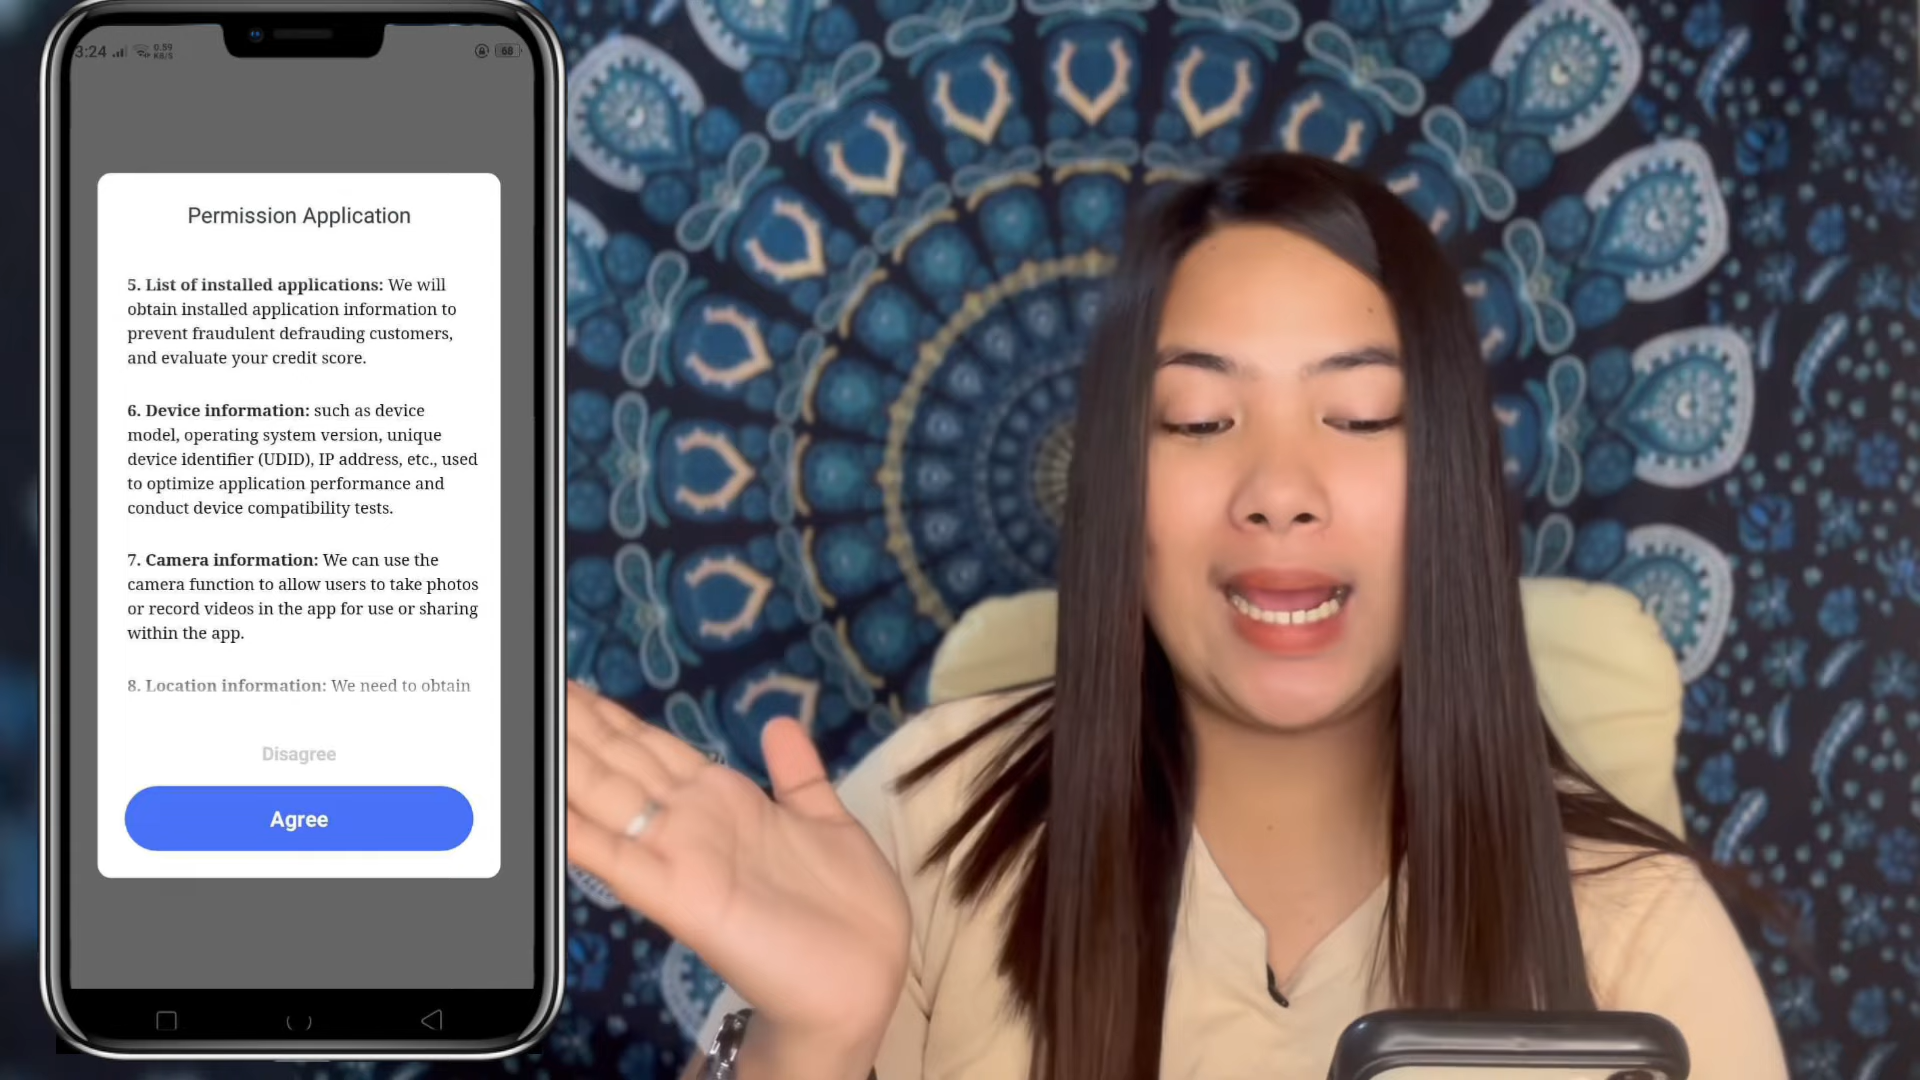 3:24
0.59
KB/S
68
Permission Application
5. List of installed applications: We will
obtain installed application information to
prevent fraudulent defrauding customers,
and evaluate your credit score.
6. Device information: such as device
model, operating system version, unique
device identifier (UDID), IP address, etc., used
to optimize application performance and
conduct device compatibility tests.
7. Camera information: We can use the
camera function to allow users to take photos
or record videos in the app for use or sharing
within the app.
8. Location information: We need to obtain
Disagree
Agree